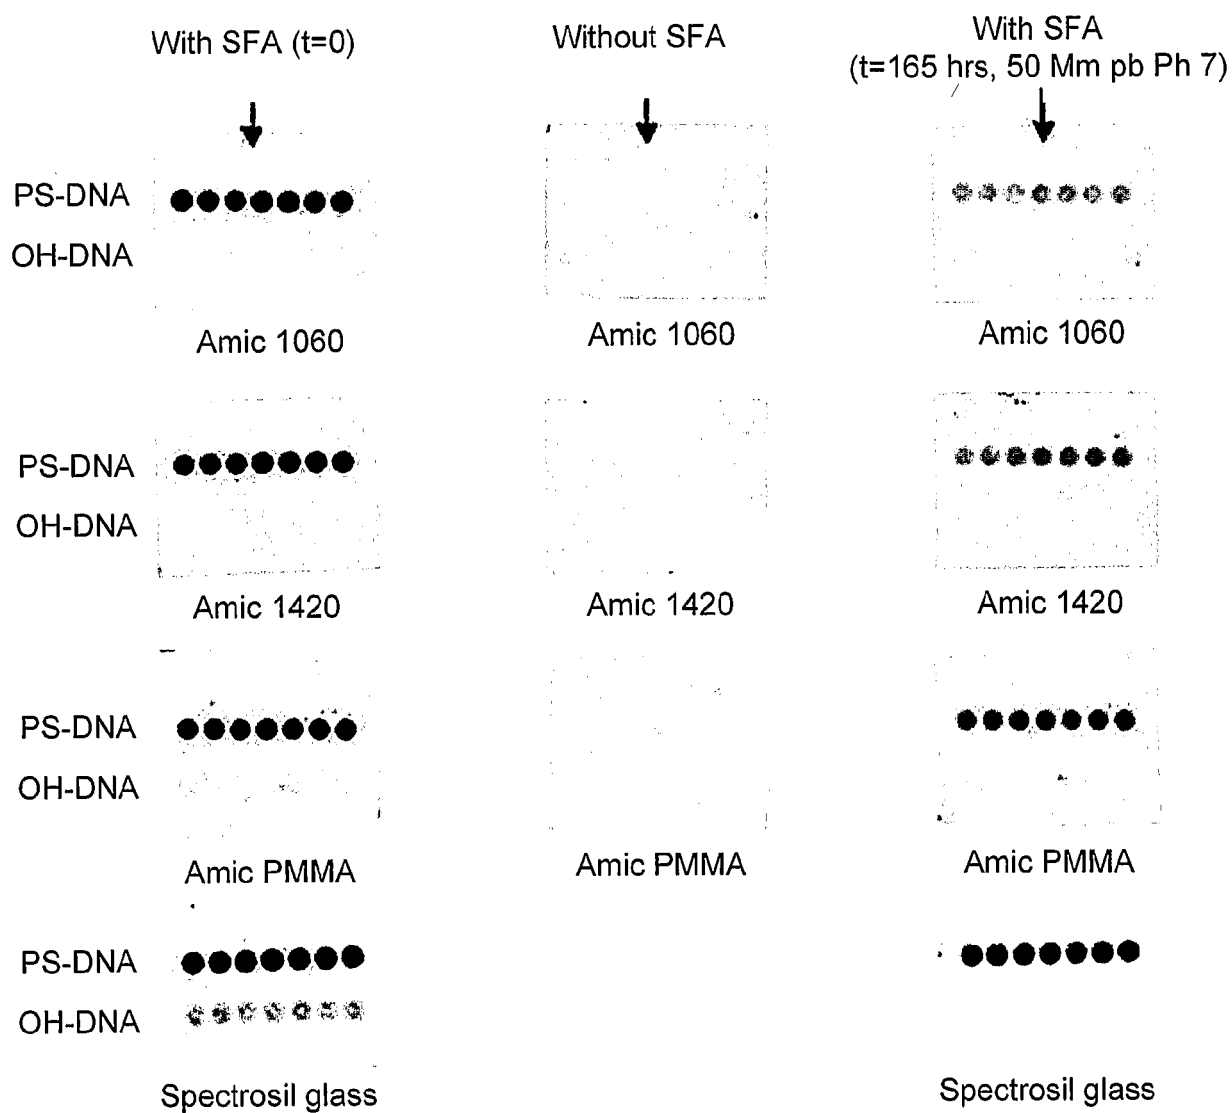 With SFA (t=0)
Without SFA
With SFA
(t=165 hrs, 50 Mm pb Ph 7)
PS-DNA
OH-DNA
Amic 1060
Amic 1060
Amic 1060
PS-DNA
OH-DNA
Amic 1420
Amic 1420
Amic 1420
PS-DNA
OH-DNA
Amic PMMA
Amic PMMA
Amic PMMA
PS-DNA
OH-DNA
Spectrosil glass
Spectrosil glass